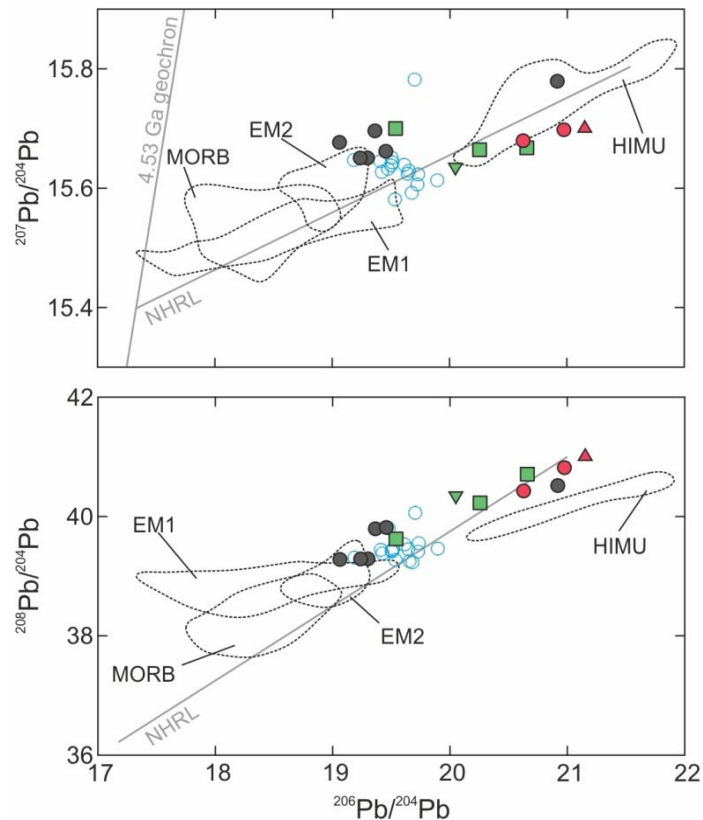 15.8
15.6
15.4
²⁰⁷Pb/²⁰⁴Pb
4.53 Ga geochron
MORB
EM2
EM1
HIMU
NHRL
42
40
38
36
²⁰⁸Pb/²⁰⁴Pb
EM1
HIMU
EM2
MORB
NHRL
17 18 19 20 21 22
²⁰⁶Pb/²⁰⁴Pb